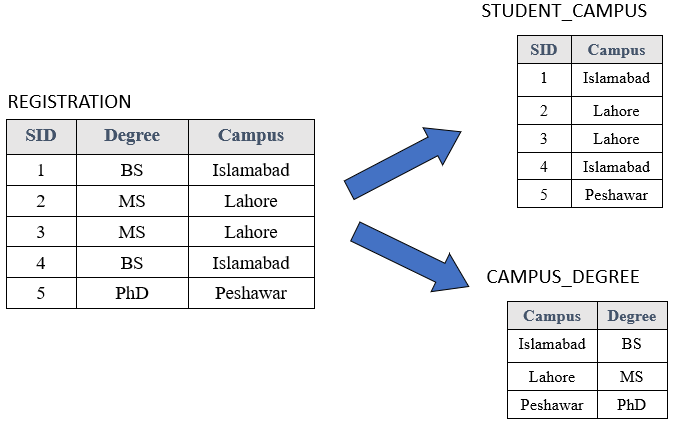 STUDENT_CAMPUS
SID Campus
1 Islamabad
2 Lahore
3 Lahore
4 Islamabad
5 Peshawar
REGISTRATION
SID Degree Campus
1 BS Islamabad
2 MS Lahore
3 MS Lahore
4 BS Islamabad
5 PhD Peshawar
CAMPUS_DEGREE
Campus Degree
Islamabad BS
Lahore MS
Peshawar PhD